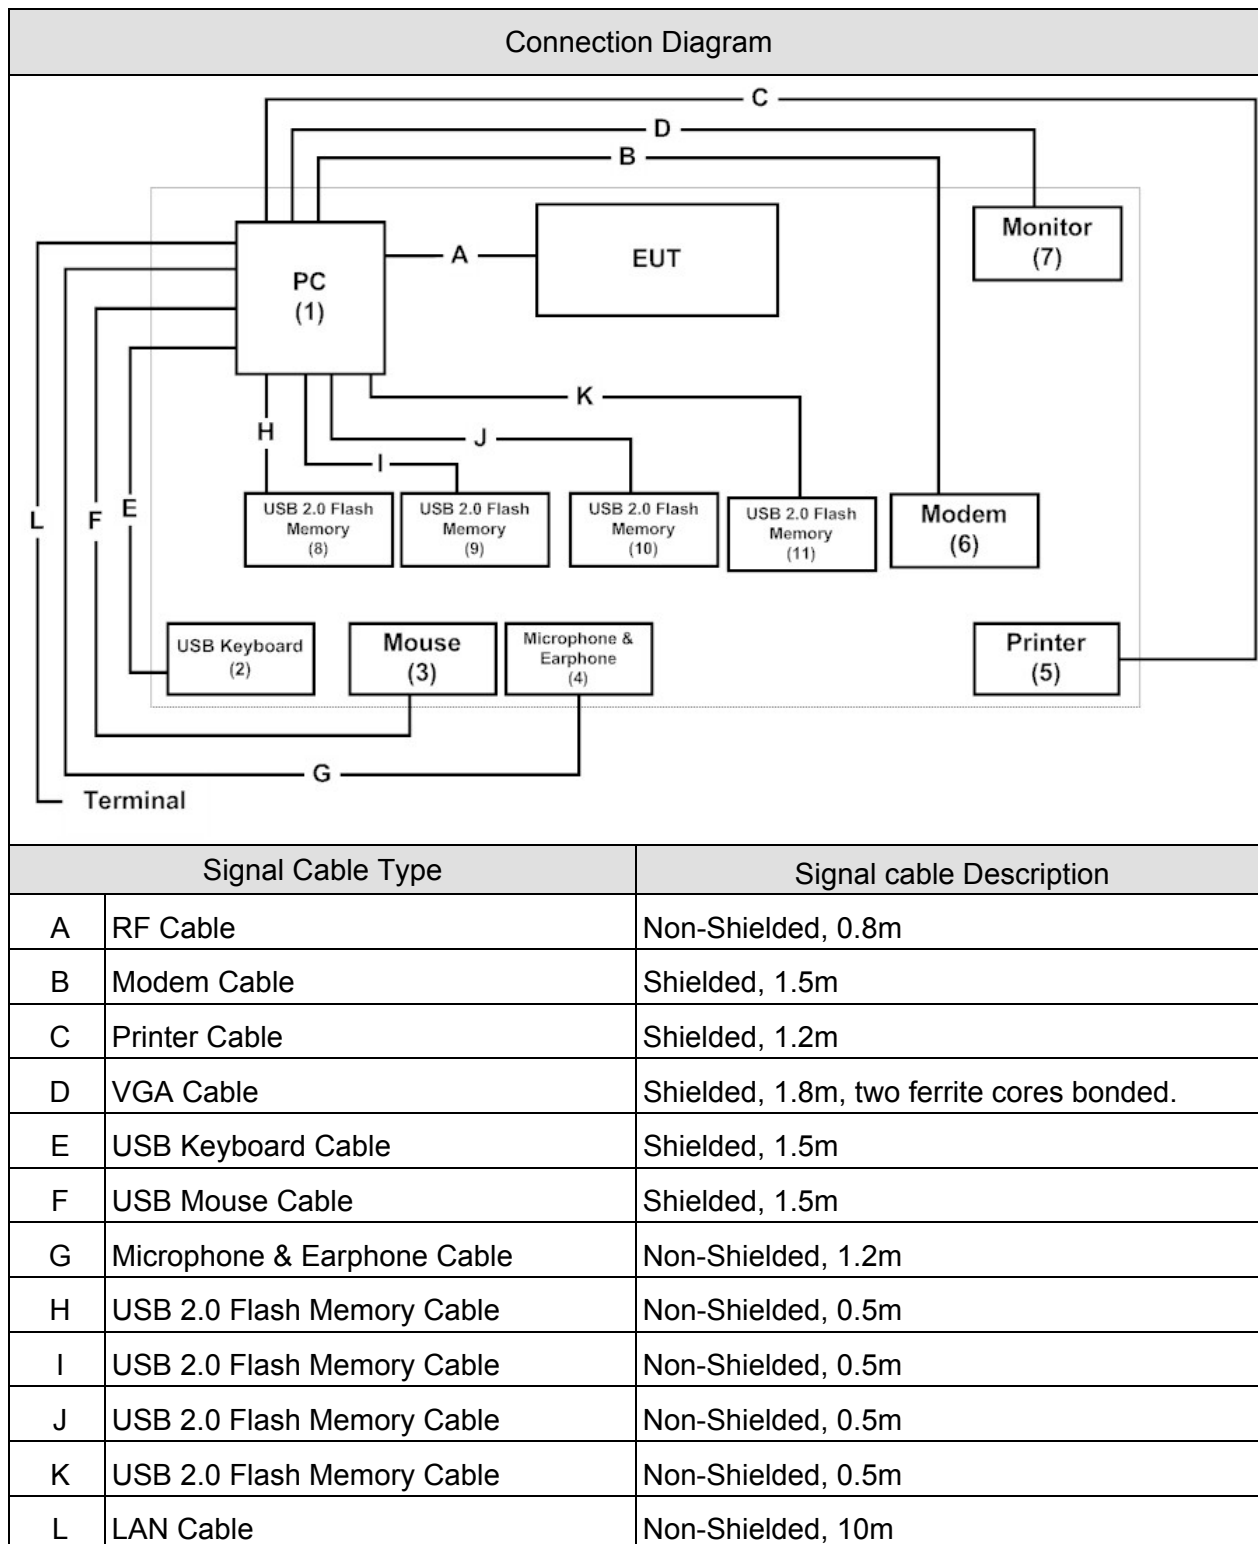 Connection Diagram
C
D
B
PC
(1)
A
EUT
Monitor
(7)
K
H
J
I
L
F
E
USB 2.0 Flash
Memory
(8)
USB 2.0 Flash
Memory
(9)
USB 2.0 Flash
Memory
(10)
USB 2.0 Flash
Memory
(11)
Modem
(6)
USB Keyboard
(2)
Mouse
(3)
Microphone &
Earphone
(4)
Printer
(5)
G
Terminal
Signal Cable Type Signal cable Description
A RF Cable Non-Shielded, 0.8m
B Modem Cable Shielded, 1.5m
C Printer Cable Shielded, 1.2m
D VGA Cable Shielded, 1.8m, two ferrite cores bonded.
E USB Keyboard Cable Shielded, 1.5m
F USB Mouse Cable Shielded, 1.5m
G Microphone & Earphone Cable Non-Shielded, 1.2m
H USB 2.0 Flash Memory Cable Non-Shielded, 0.5m
I USB 2.0 Flash Memory Cable Non-Shielded, 0.5m
J USB 2.0 Flash Memory Cable Non-Shielded, 0.5m
K USB 2.0 Flash Memory Cable Non-Shielded, 0.5m
L LAN Cable Non-Shielded, 10m